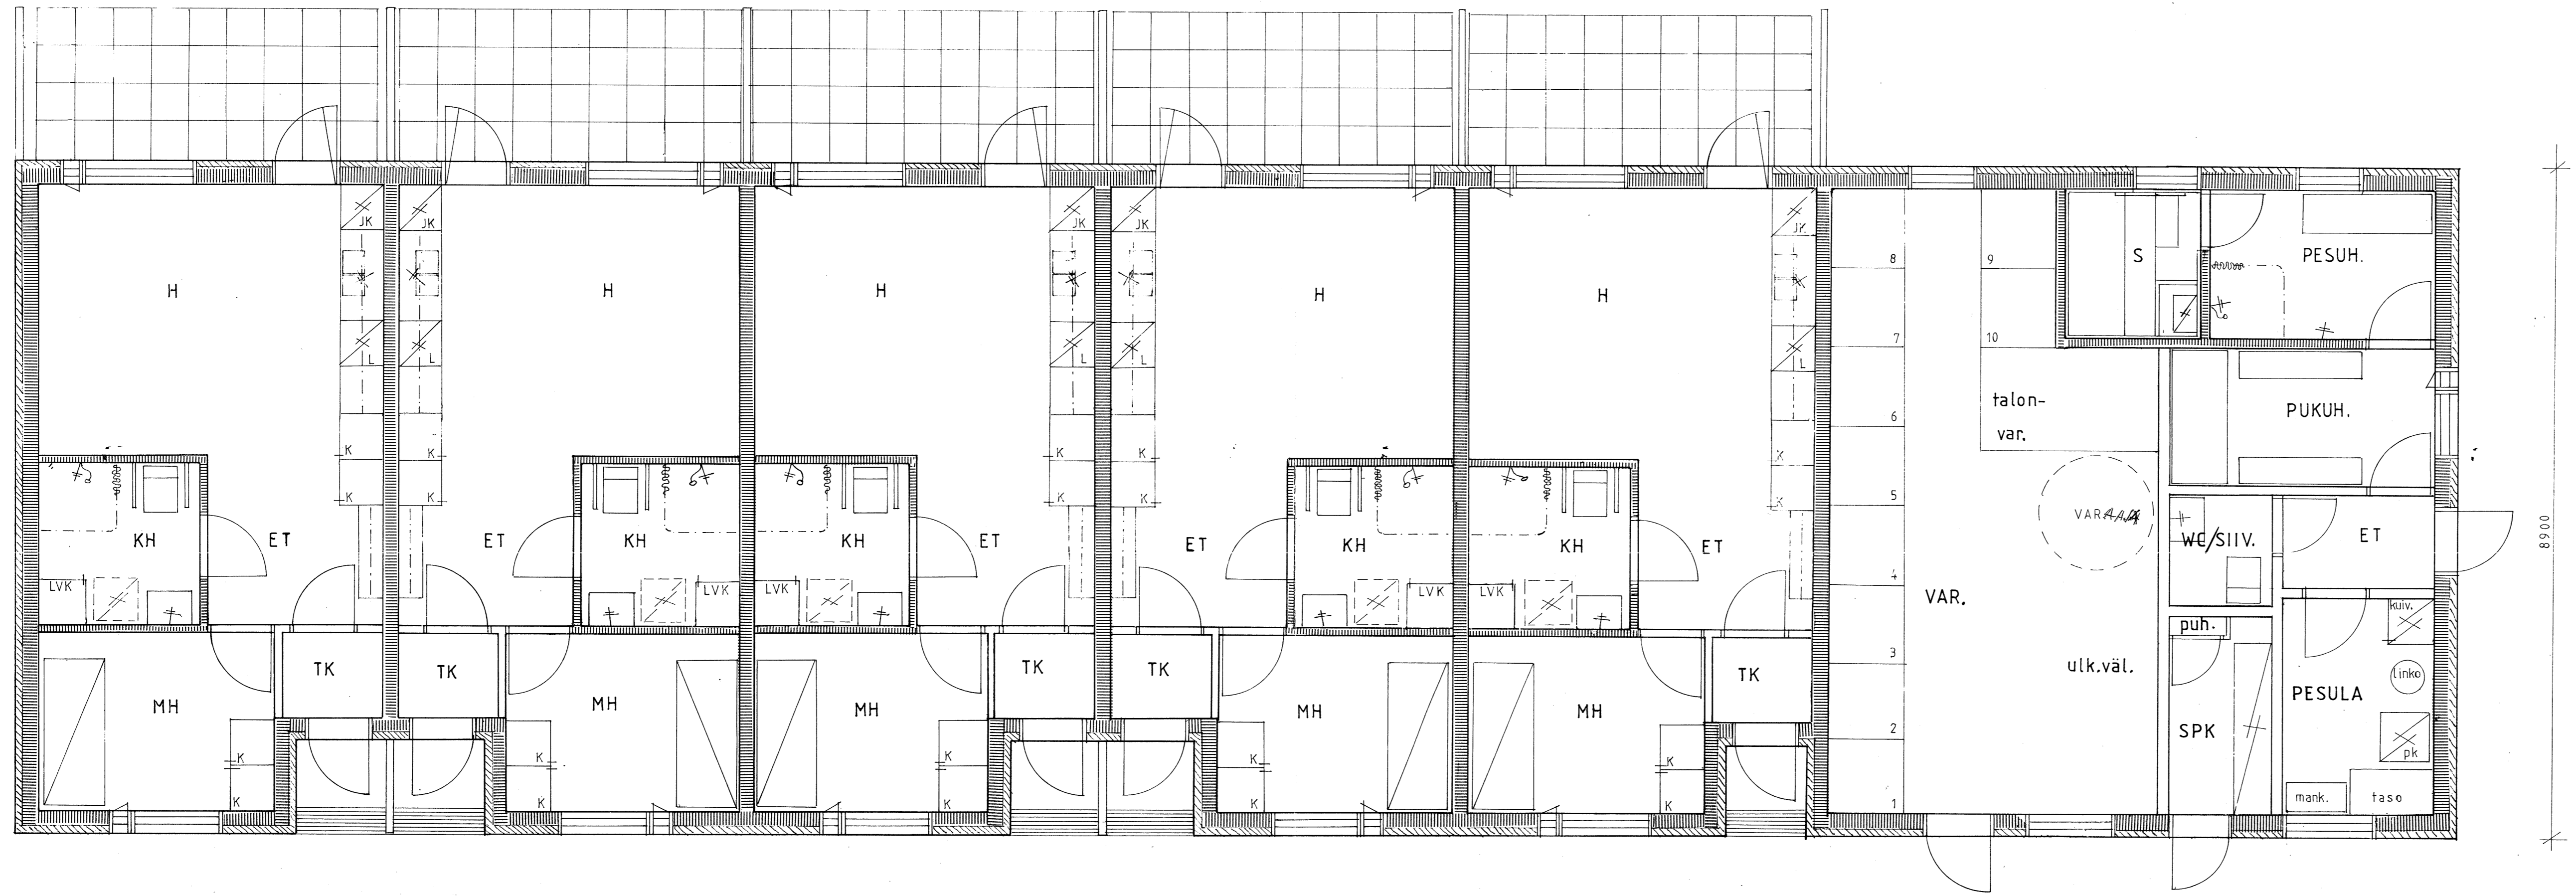 JK
JK
JK
JK
JK
H
H
H
H
H
L
L
L
L
L
K
K
K
K
K
K
K
K
K
K
KH
ET
ET
KH
KH
ET
ET
KH
KH
ET
LVK
LVK
LVK
LVK
LVK
TK
TK
TK
TK
TK
MH
MH
MH
MH
MH
K
K
K
K
K
K
K
K
K
K
8
7
6
5
4
3
2
1
9
10
talon-
var.
VARAAJA
VAR.
ulk.väl.
S
PESUH.
PUKUH.
WC/SIIV.
ET
puh.
SPK
kuiv.
linko
PESULA
pk
mank.
taso
8900